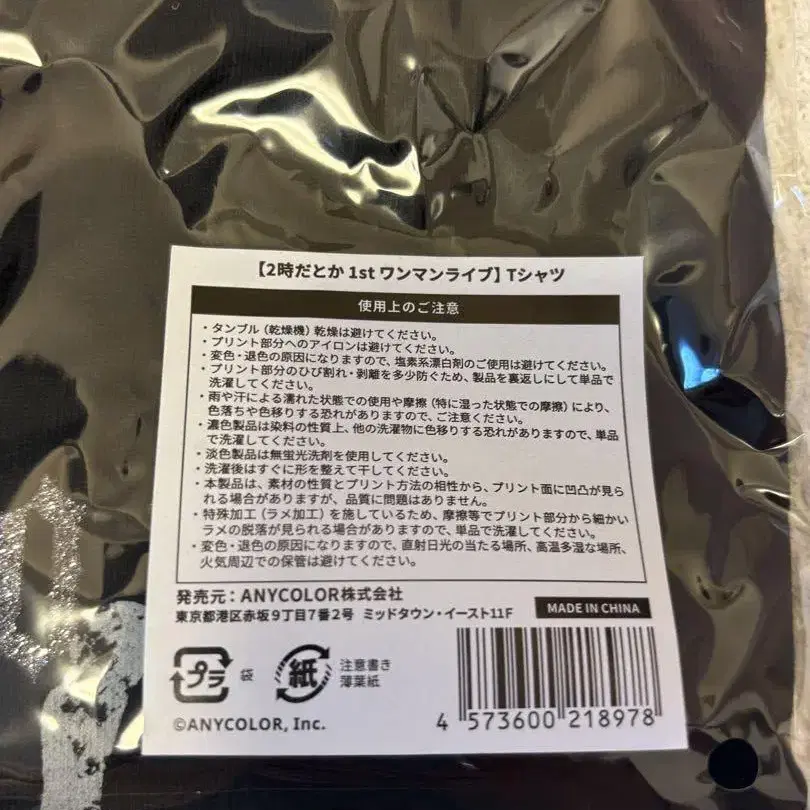 【2時だとか 1st ワンマンライブ】Tシャツ
使用上のご注意
・タンブル（乾燥機）乾燥は避けてください。
・プリント部分へのアイロンは避けてください。
・変色・退色の原因になりますので、塩素系漂白剤のご使用は避けてください。
・プリント部分のひび割れ・剥離を多少防ぐため、製品を裏返しにして単品で
洗濯してください。
・雨や汗による濡れた状態での使用や摩擦（特に湿った状態での摩擦）により、
色落ちや色移りする恐れがありますので、ご注意ください。
・濃色製品は染料の性質上、他の洗濯物に色移りする恐れがありますので、単品
で洗濯してください。
・淡色製品は無蛍光洗剤を使用してください。
・洗濯後はすぐに形を整えて干してください。
・本製品は、素材の性質とプリント方法の相性から、プリント面に凹凸が見ら
れる場合がありますが、品質に問題はありません。
・特殊加工（ラメ加工）を施しているため、摩擦等でプリント部分から細かい
ラメの脱落が見られる場合がありますので、単品で洗濯してください。
・変色・退色の原因になりますので、直射日光の当たる場所、高温多湿な場所、
火気周辺での保管は避けてください。
発売元：ANYCOLOR株式会社
東京都港区赤坂9丁目7番2号 ミッドタウン・イースト11F
MADE IN CHINA
プラ 袋
紙 注意書き
薄葉紙
©ANYCOLOR, Inc.
4 573600 218978